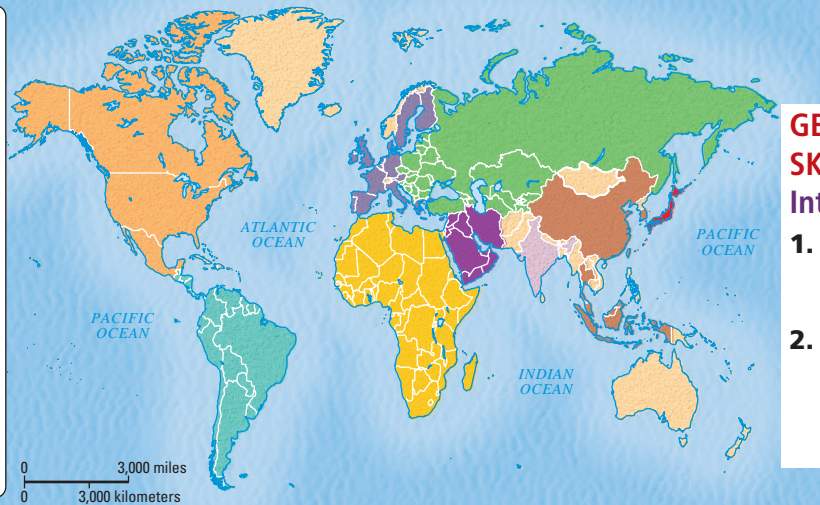 ATLANTIC
OCEAN
PACIFIC
OCEAN
PACIFIC
OCEAN
INDIAN
OCEAN
0 3,000 miles
0 3,000 kilometers
GE
SK
Int
1.
2.